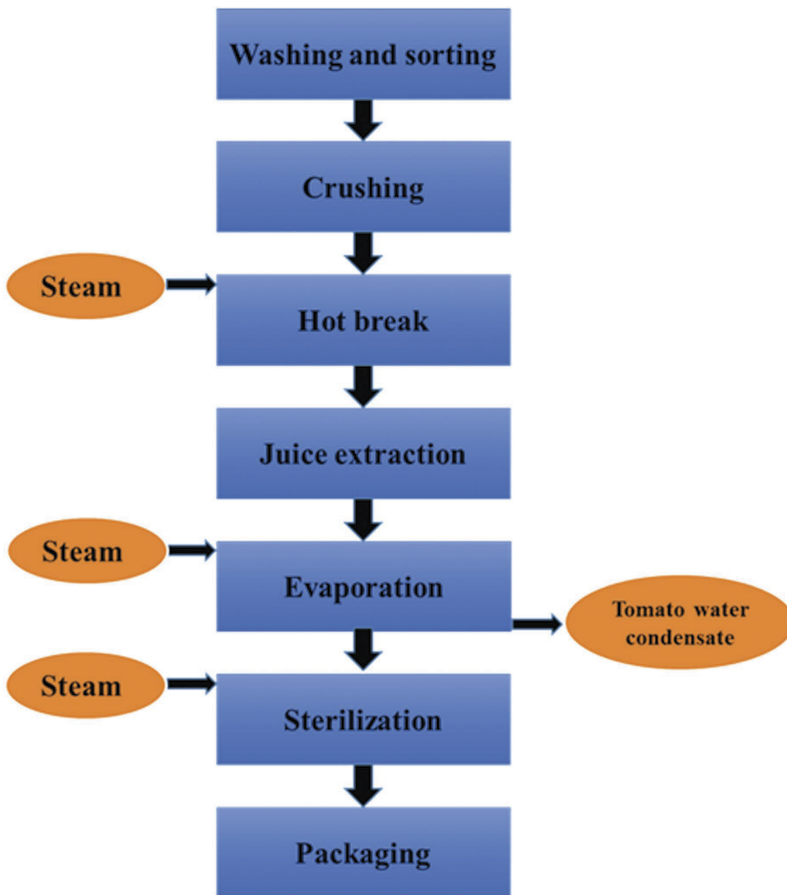 Washing and sorting
Crushing
Steam
Hot break
Juice extraction
Steam
Evaporation
Tomato water
condensate
Steam
Sterilization
Packaging